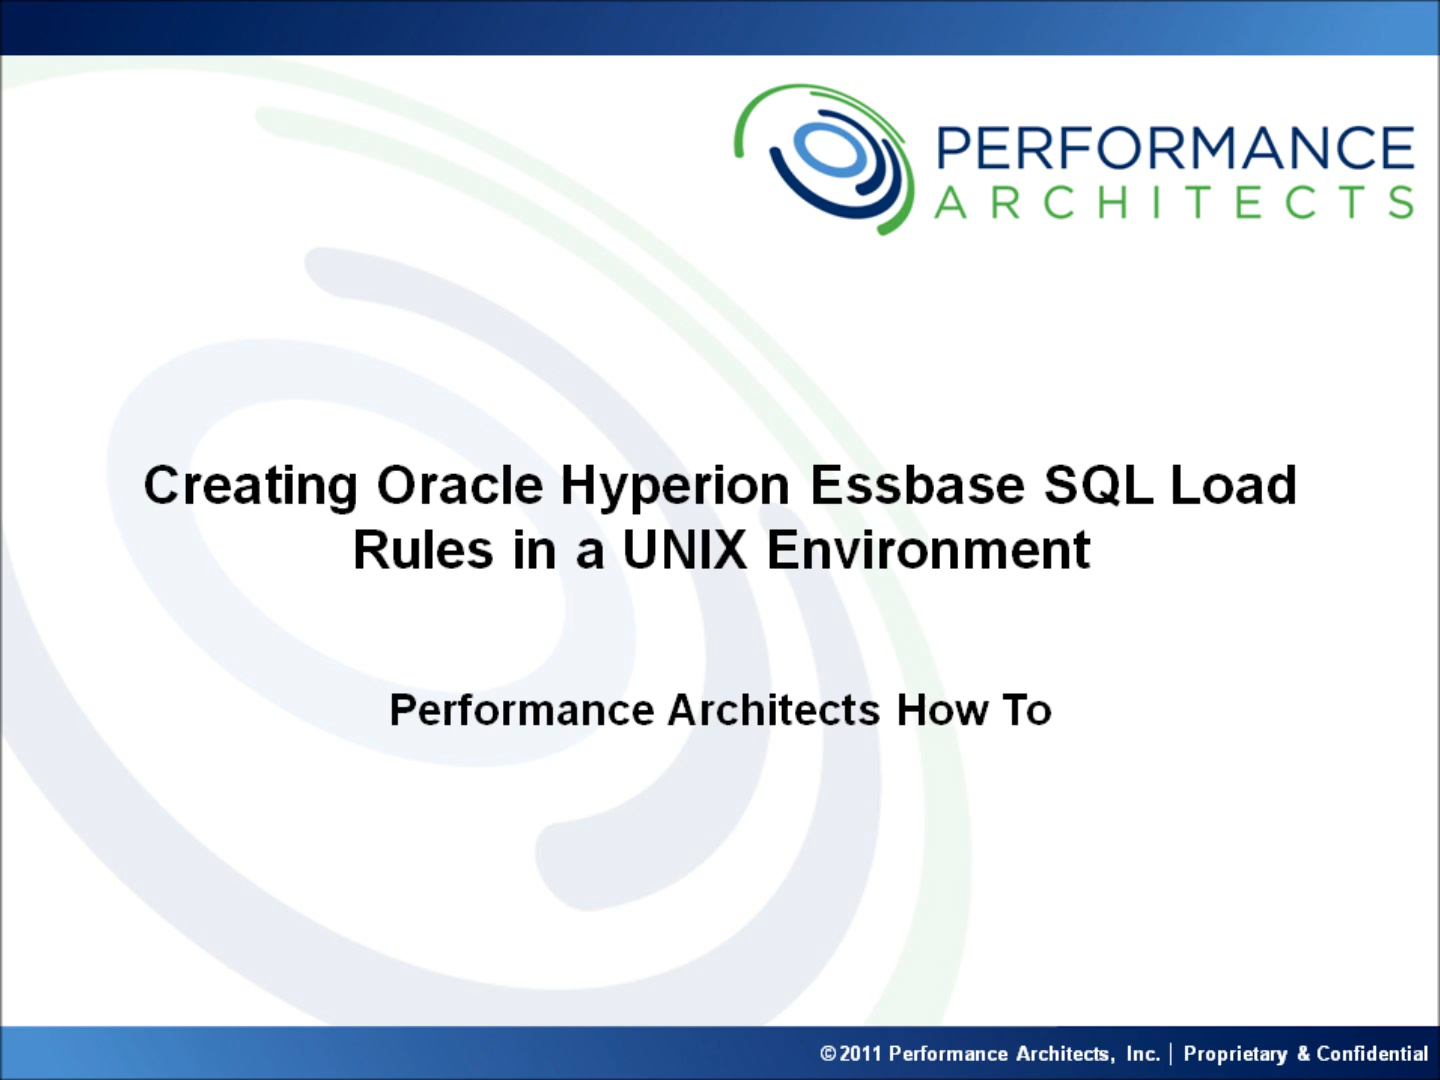 PERFORMANCE
ARCHITECTS
Creating Oracle Hyperion Essbase SQL Load
Rules in a UNIX Environment
Performance Architects How To
©2011 Performance Architects, Inc. | Proprietary & Confidential